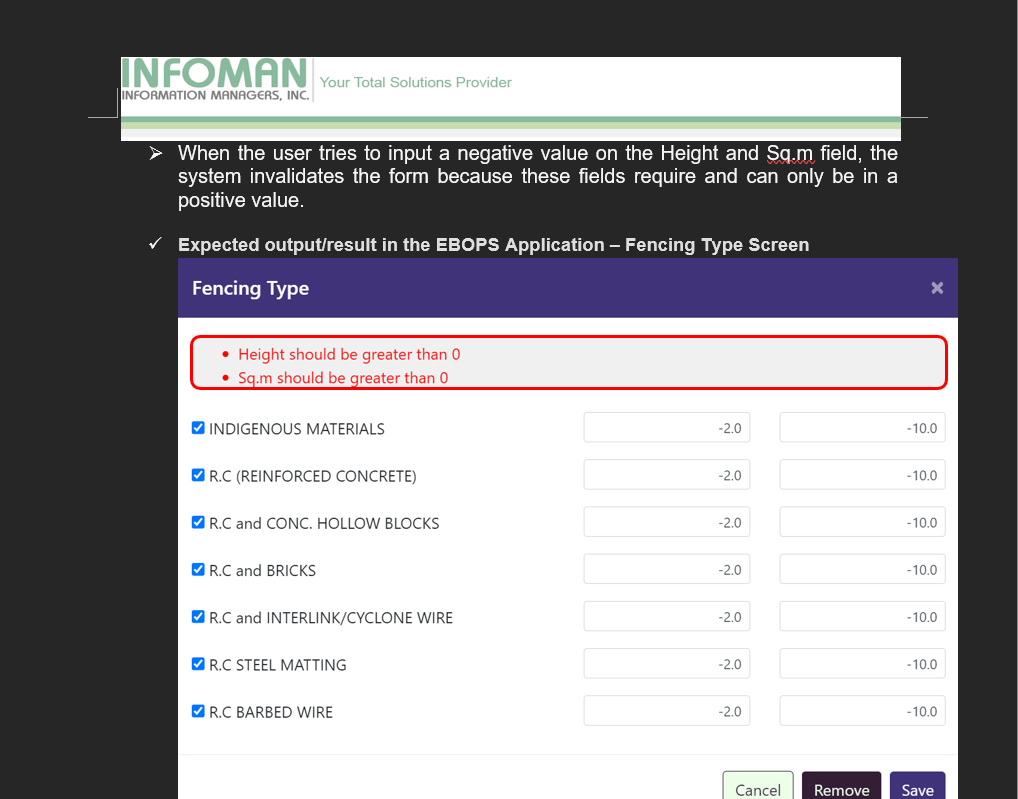 INFOMAN
INFORMATION MANAGERS, INC.
Your Total Solutions Provider
When the user tries to input a negative value on the Height and Sq.m field, the
system invalidates the form because these fields require and can only be in a
positive value.
Expected output/result in the EBOPS Application – Fencing Type Screen
Fencing Type
Height should be greater than 0
Sq.m should be greater than 0
INDIGENOUS MATERIALS -2.0 -10.0
R.C (REINFORCED CONCRETE) -2.0 -10.0
R.C and CONC. HOLLOW BLOCKS -2.0 -10.0
R.C and BRICKS -2.0 -10.0
R.C and INTERLINK/CYCLONE WIRE -2.0 -10.0
R.C STEEL MATTING -2.0 -10.0
R.C BARBED WIRE -2.0 -10.0
Cancel Remove Save